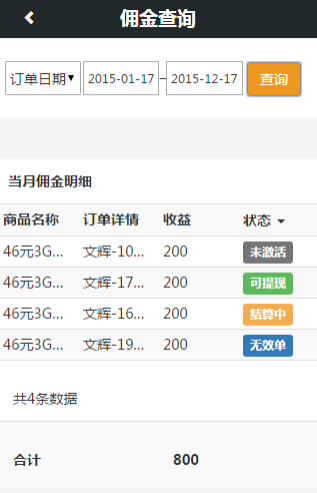 佣金查询
订单日期 2015-01-17 – 2015-12-17 查询
当月佣金明细
商品名称 订单详情 收益 状态
46元3G... 文辉-10... 200 未激活
46元3G... 文辉-17... 200 可提现
46元3G... 文辉-16... 200 结算中
46元3G... 文辉-19... 200 无效单
共4条数据
合计 800